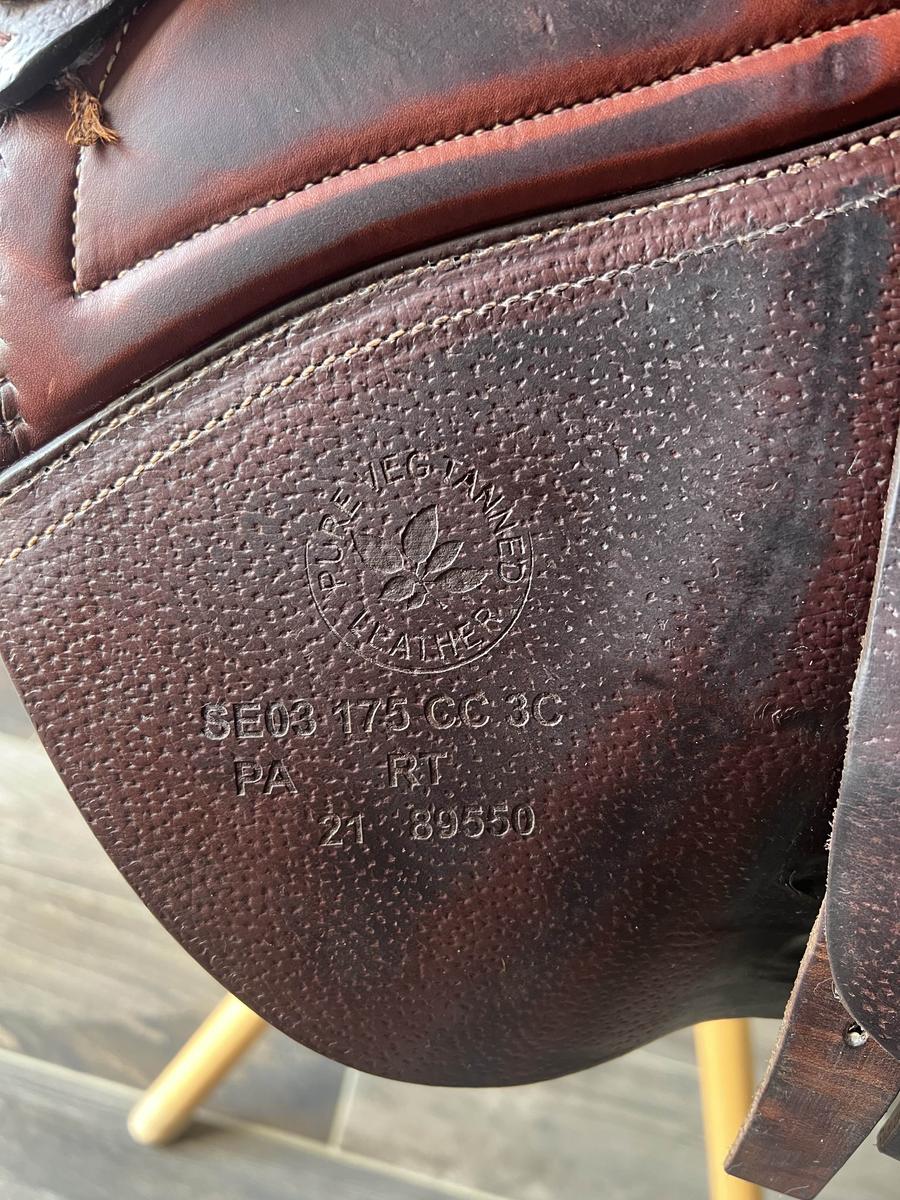 PURE VEG TANNED
LEATHER
SE03 175 CC 3C
PA RT
21 89550